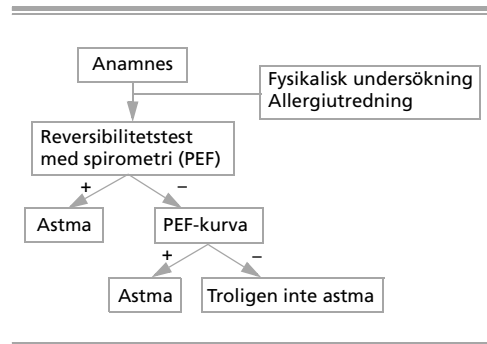 Anamnes
Fysikalisk undersökning
Allergiutredning
Reversibilitetstest
med spirometri (PEF)
+ –
Astma
PEF-kurva
+ –
Astma
Troligen inte astma